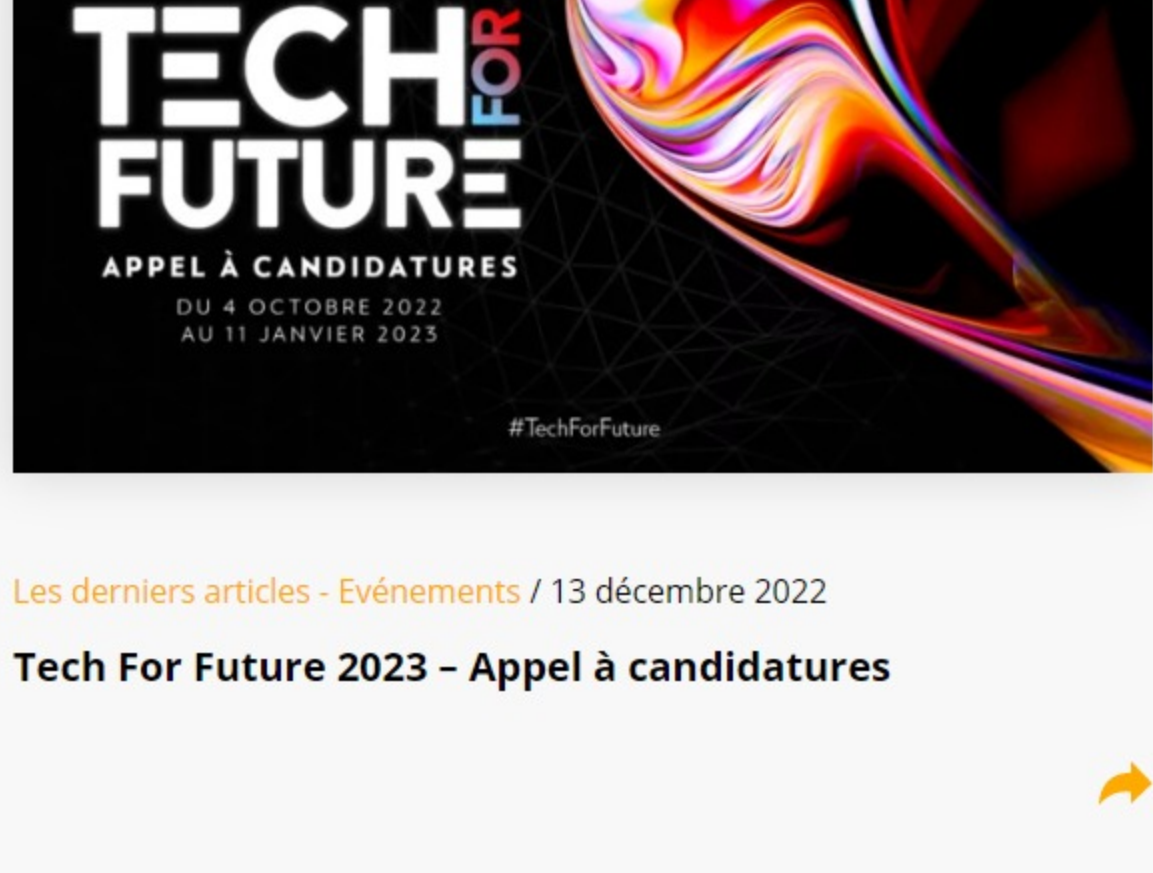 TECH FOR
FUTURE
APPEL À CANDIDATURES
DU 4 OCTOBRE 2022
AU 11 JANVIER 2023
#TechForFuture
Les derniers articles - Evénements / 13 décembre 2022
Tech For Future 2023 – Appel à candidatures